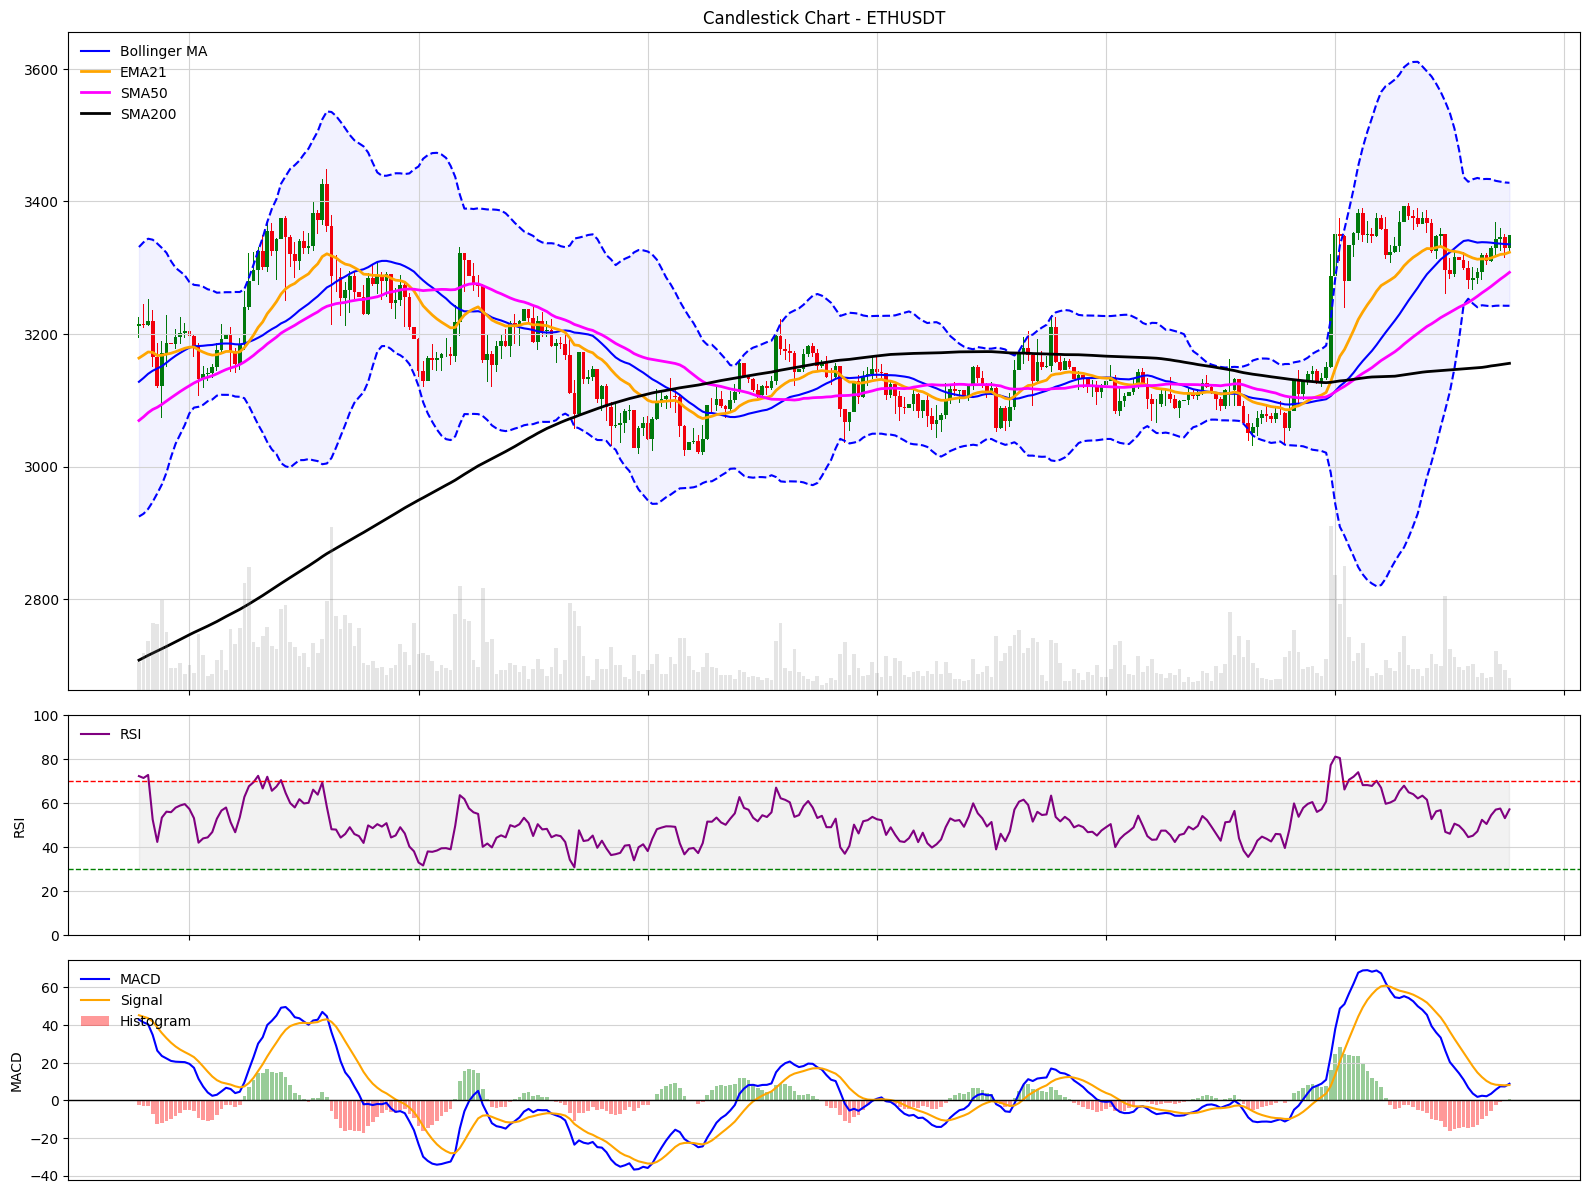 Candlestick Chart - ETHUSDT
Bollinger MA
EMA21
SMA50
SMA200
3600
3400
3200
3000
2800
RSI
100
80
60
40
20
0
RSI
MACD
Signal
Histogram
60
40
20
0
−20
−40
MACD